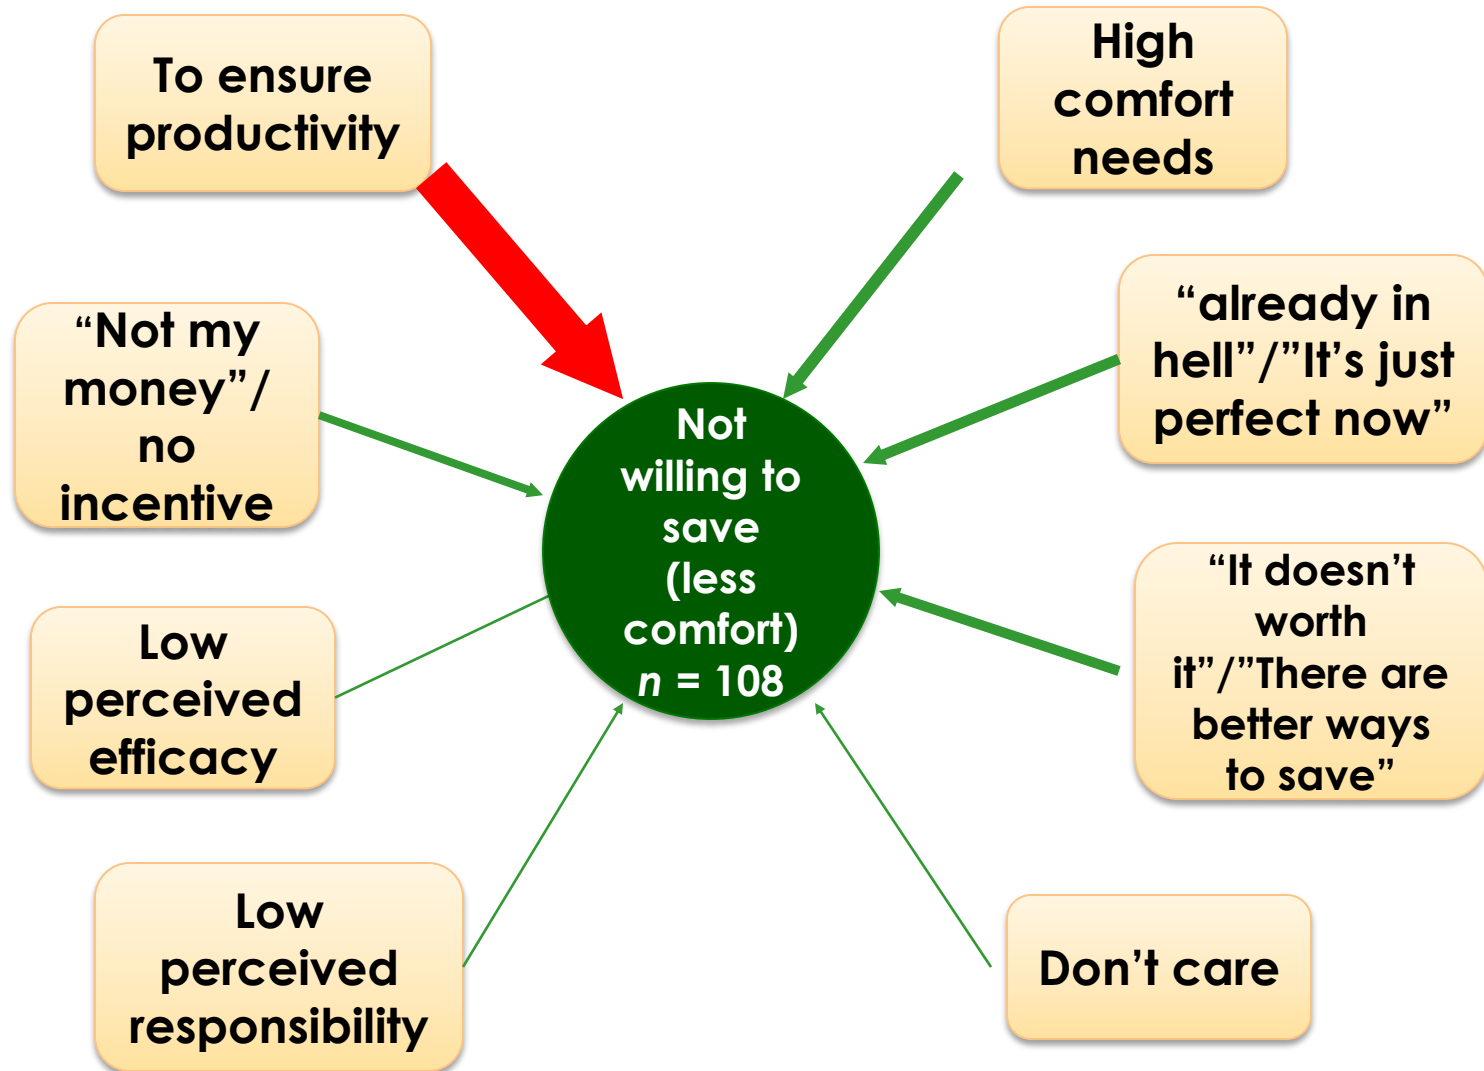 To ensure
productivity
High
comfort
needs
“Not my
money”/
no
incentive
“already in
hell”/”It’s just
perfect now”
Not
willing to
save
(less
comfort)
n = 108
Low
perceived
efficacy
“It doesn’t
worth
it”/”There are
better ways
to save”
Low
perceived
responsibility
Don’t care